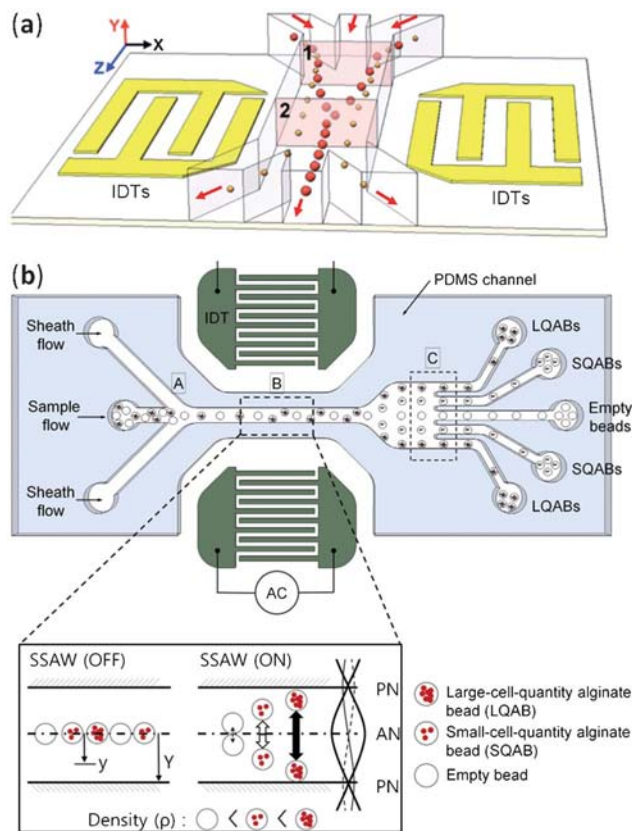 (a)
Y
X
Z
1
2
IDTs
IDTs
(b)
IDT
PDMS channel
Sheath
flow
LQABs
A
B
C
SQABs
Sample
flow
Empty
beads
SQABs
Sheath
flow
LQABs
AC
SSAW (OFF)
SSAW (ON)
PN
AN
PN
y
Y
Density (ρ) : < <
Large-cell-quantity alginate
bead (LQAB)
Small-cell-quantity alginate
bead (SQAB)
Empty bead